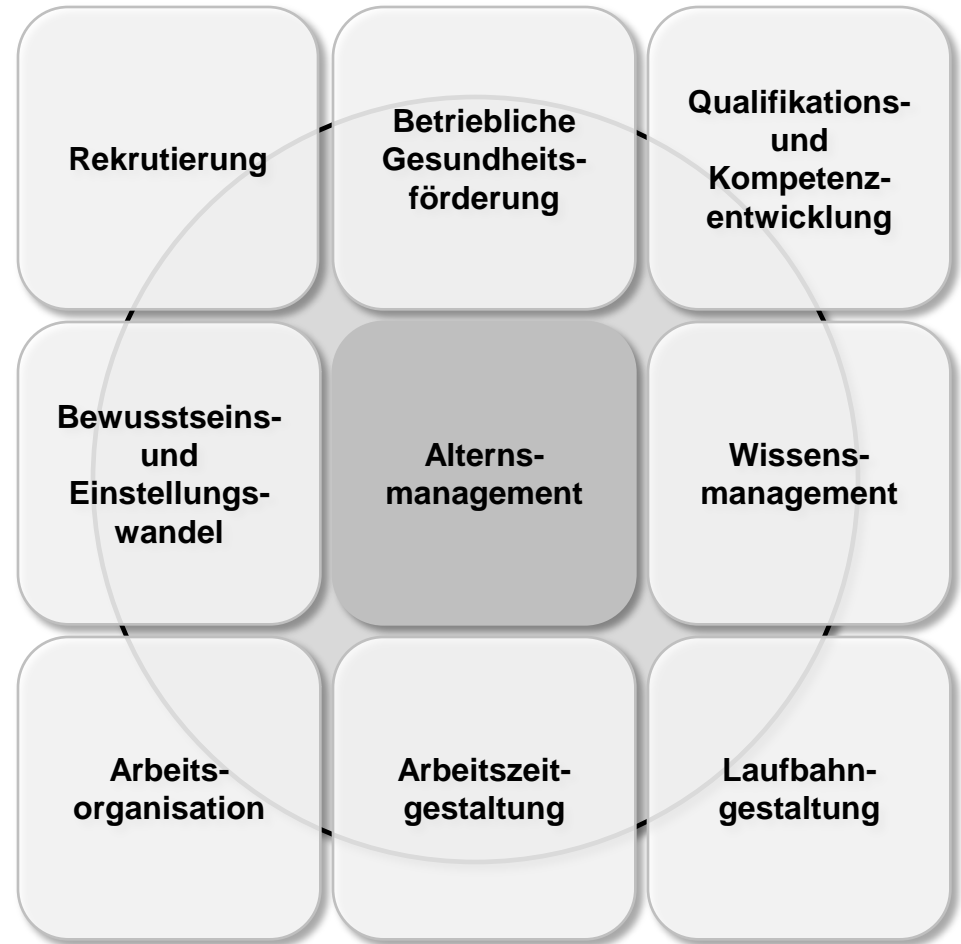 Rekrutierung
Betriebliche
Gesundheits-
förderung
Qualifikations-
und
Kompetenz-
entwicklung
Bewusstseins-
und
Einstellungs-
wandel
Alterns-
management
Wissens-
management
Arbeits-
organisation
Arbeitszeit-
gestaltung
Laufbahn-
gestaltung